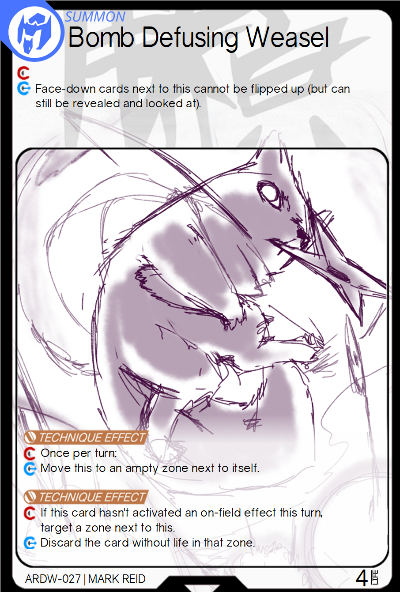 SUMMON
Bomb Defusing Weasel
C
C Face-down cards next to this cannot be flipped up (but can
still be revealed and looked at).
TECHNIQUE EFFECT
C Once per turn:
C Move this to an ampty zone next to itself.
TECHNIQUE EFFECT
C If this card hasn't activated an on-field effect this turn,
target a zone next to this.
C Discard the card without life in that zone.
ARDW-027 | MARK REID
4 LIFE